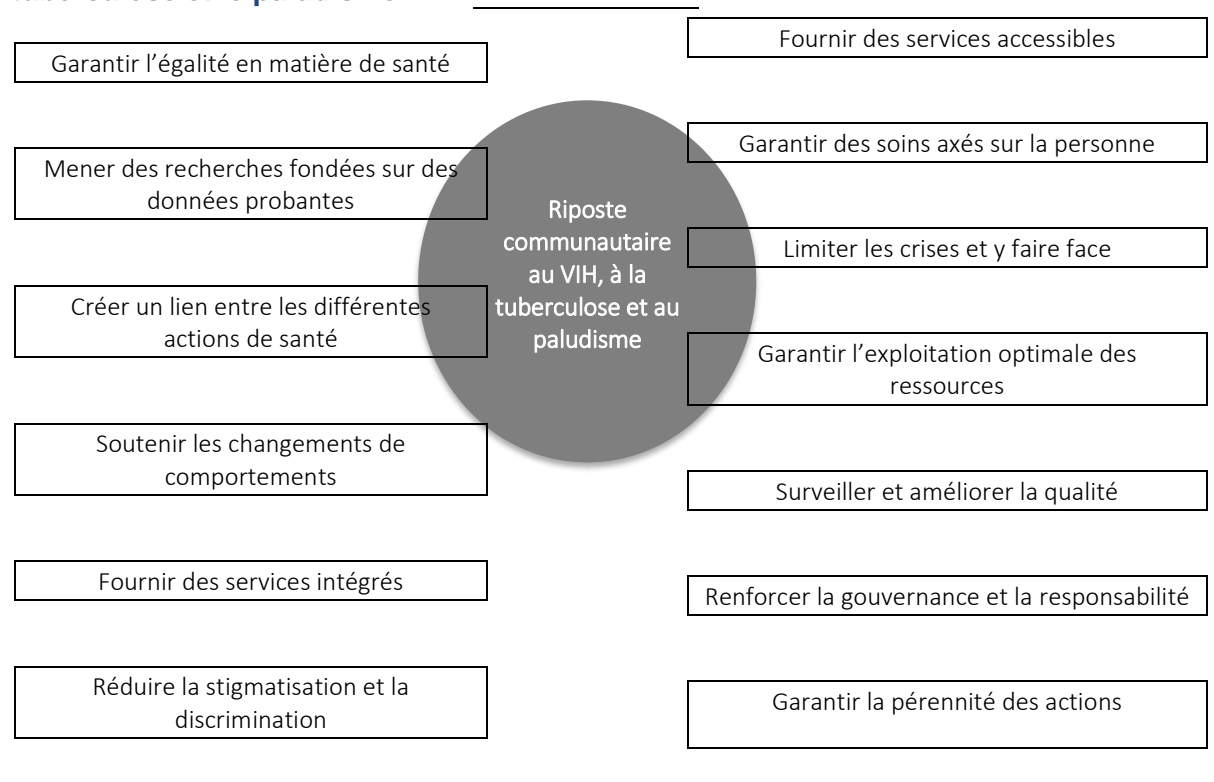 Garantir l’égalité en matière de santé
Mener des recherches fondées sur des
données probantes
Créer un lien entre les différentes
actions de santé
Soutenir les changements de
comportements
Fournir des services intégrés
Réduire la stigmatisation et la
discrimination
Riposte
communautaire
au VIH, à la
tuberculose et au
paludisme
Fournir des services accessibles
Garantir des soins axés sur la personne
Limiter les crises et y faire face
Garantir l’exploitation optimale des
ressources
Surveiller et améliorer la qualité
Renforcer la gouvernance et la responsabilité
Garantir la pérennité des actions